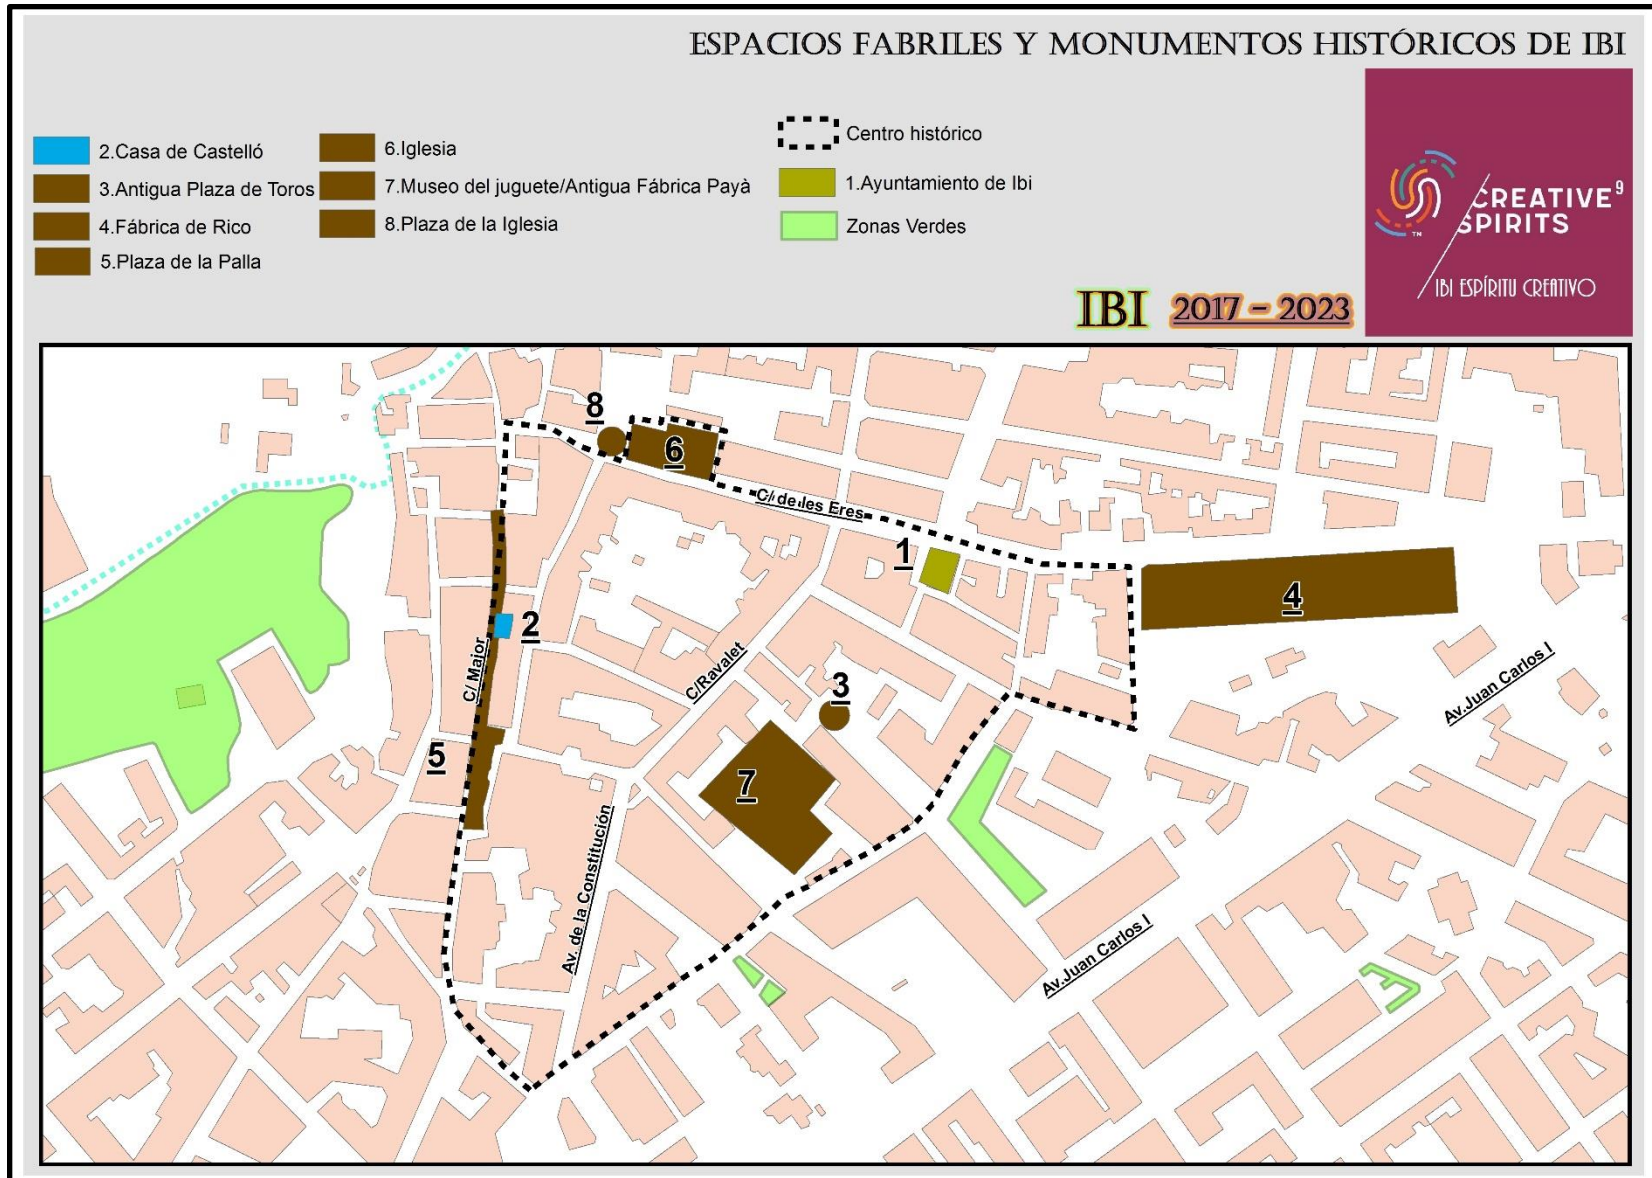 ESPACIOS FABRILES Y MONUMENTOS HISTÓRICOS DE IBI
2.Casa de Castelló
3.Antigua Plaza de Toros
4.Fábrica de Rico
5.Plaza de la Palla
6.Iglesia
7.Museo del juguete/Antigua Fábrica Payà
8.Plaza de la Iglesia
Centro histórico
1.Ayuntamiento de Ibi
Zonas Verdes
CREATIVE⁹
SPIRITS
TM
IBI ESPÍRITU CREATIVO
IBI 2017 - 2023
8
6
C/ de les Eres
1
4
2
C/ Major
C/Ravalet
3
Av.Juan Carlos I
5
7
Av. de la Constitución
Av.Juan Carlos I